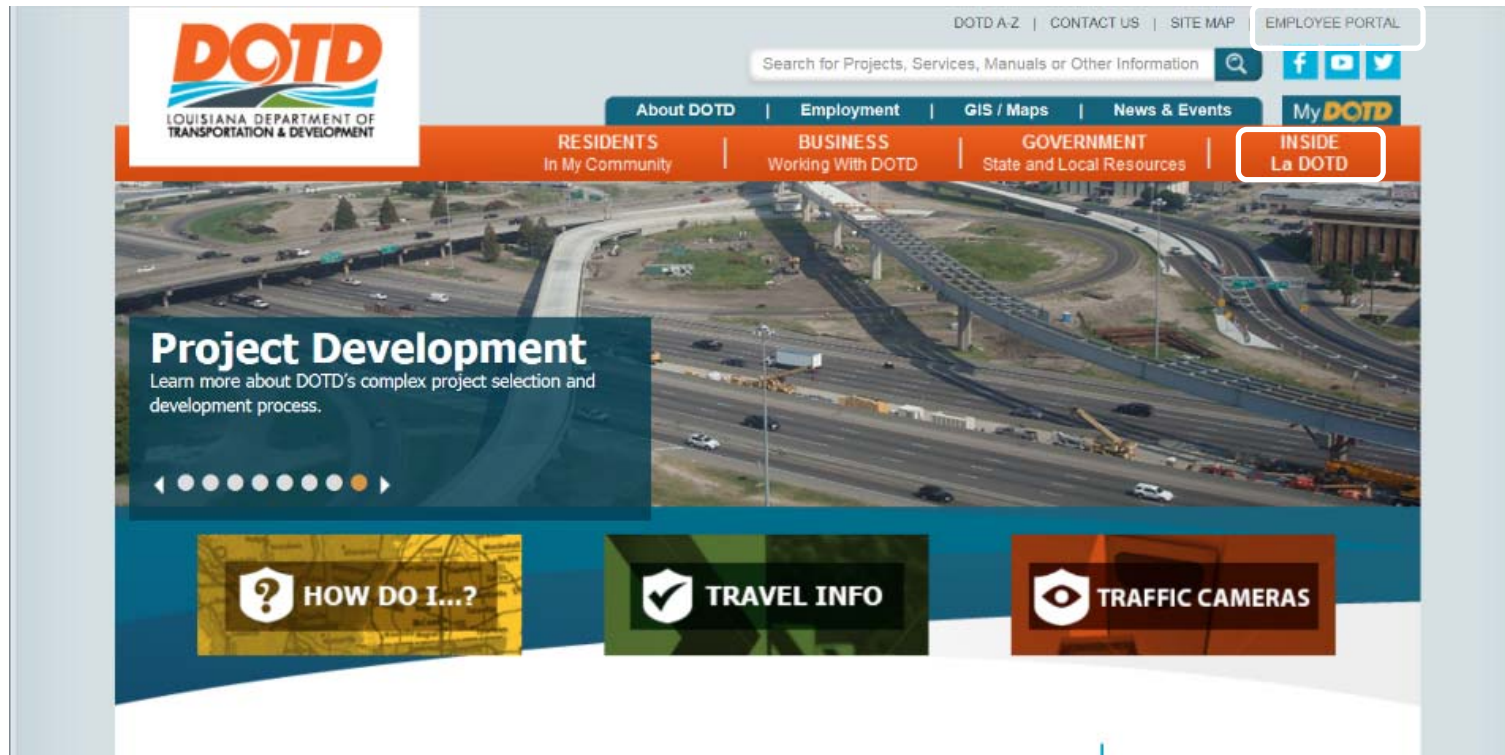 DOTD A-Z | CONTACT US | SITE MAP | EMPLOYEE PORTAL
DOTD
LOUISIANA DEPARTMENT OF
TRANSPORTATION & DEVELOPMENT
Search for Projects, Services, Manuals or Other Information
About DOTD | Employment | GIS / Maps | News & Events
My DOTD
RESIDENTS
In My Community
BUSINESS
Working With DOTD
GOVERNMENT
State and Local Resources
INSIDE
La DOTD
Project Development
Learn more about DOTD's complex project selection and
development process.
HOW DO I...?
TRAVEL INFO
TRAFFIC CAMERAS